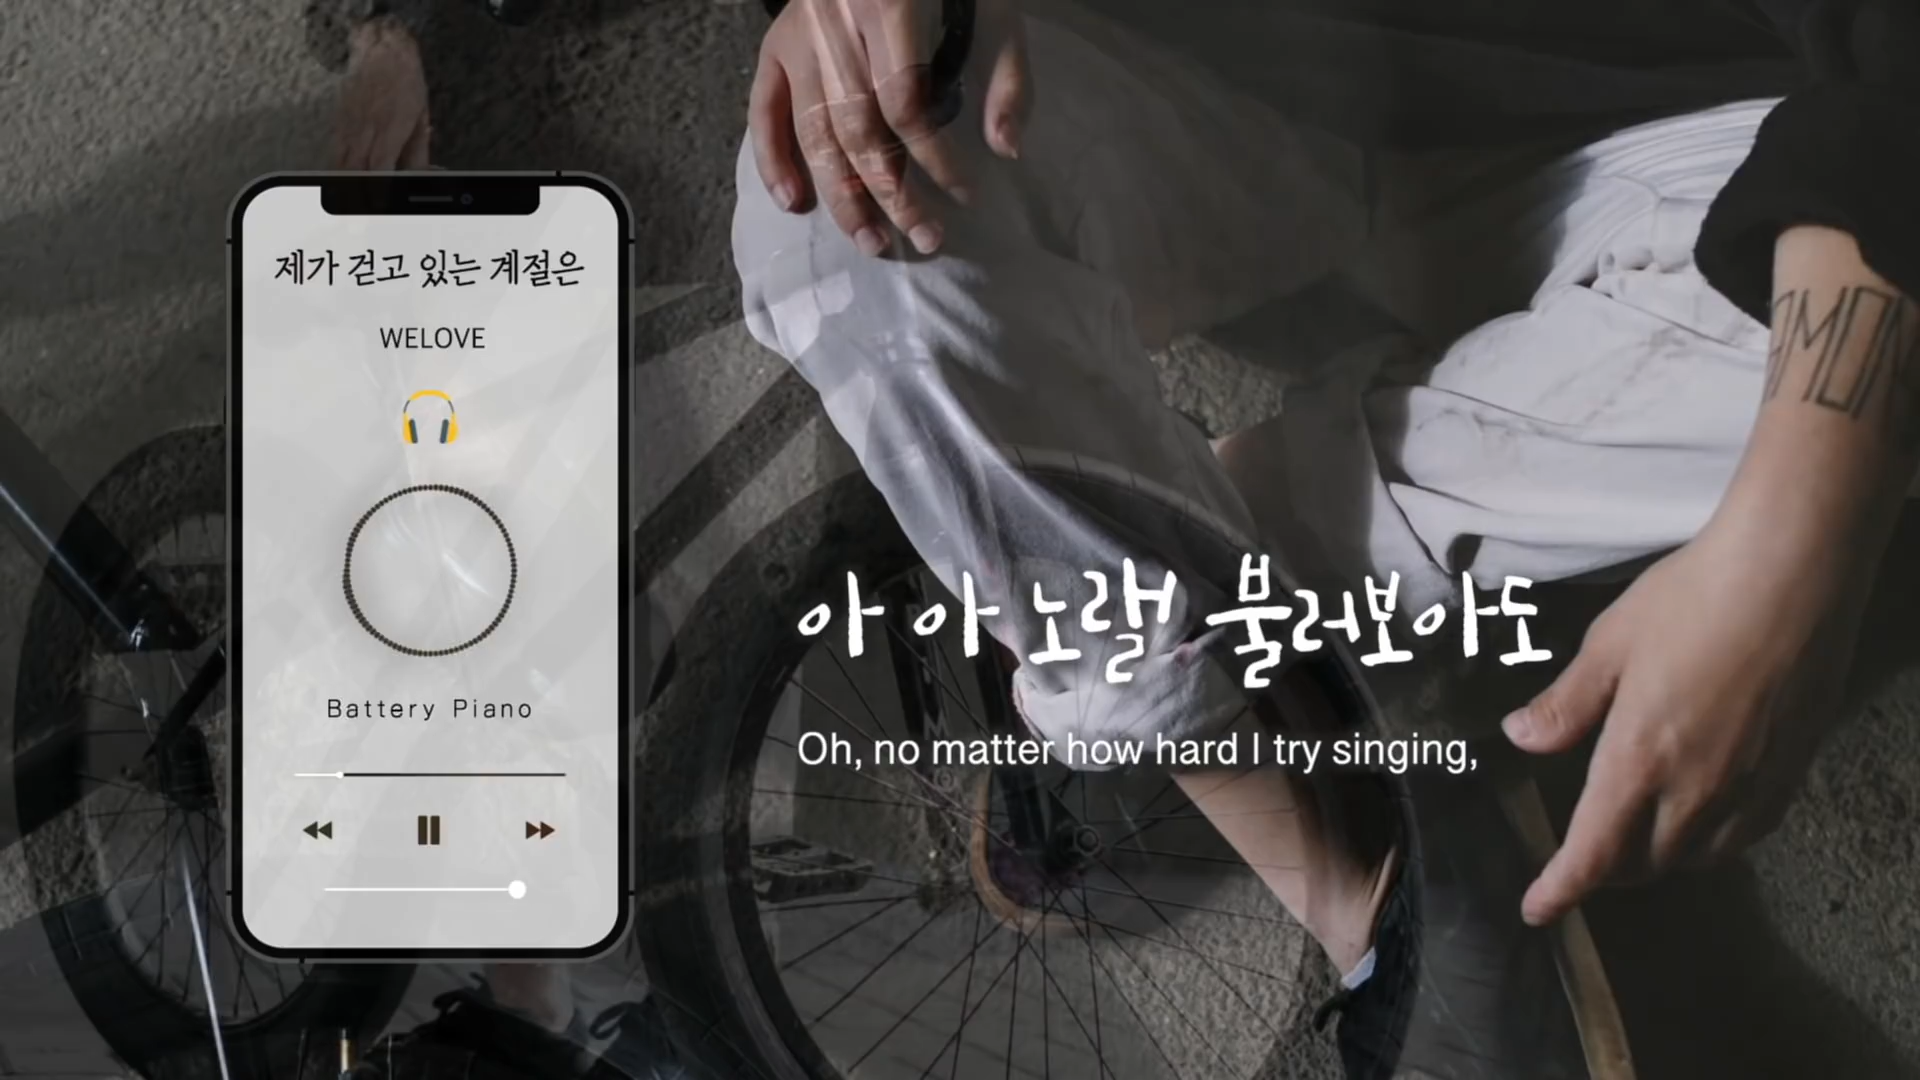 제가 걷고 있는 계절은
WELOVE
Battery Piano
아 아 노랠 불러보아도
Oh, no matter how hard I try singing,